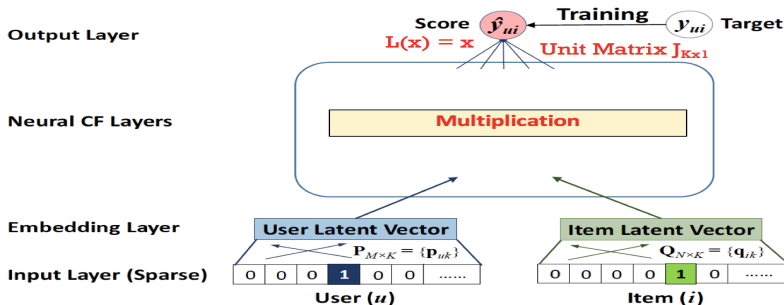 Output Layer
Score ŷui Training yui Target
L(x) = x
Unit Matrix JKx1
Neural CF Layers
Multiplication
Embedding Layer
User Latent Vector
Item Latent Vector
PM×K = {puk}
QN×K = {qik}
Input Layer (Sparse)
0 0 0 1 0 0 ......
0 0 0 0 1 0 ......
User (u)
Item (i)